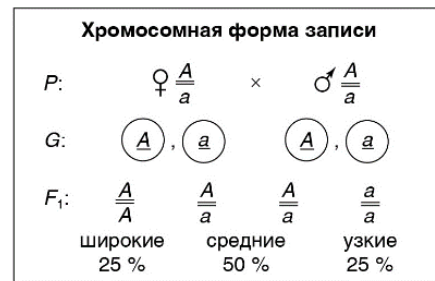 Хромосомная форма записи
P: ♀ A/a × ♂ A/a
G: A , a A , a
F₁: A/A A/a A/a a/a
широкие средние узкие
25 % 50 % 25 %